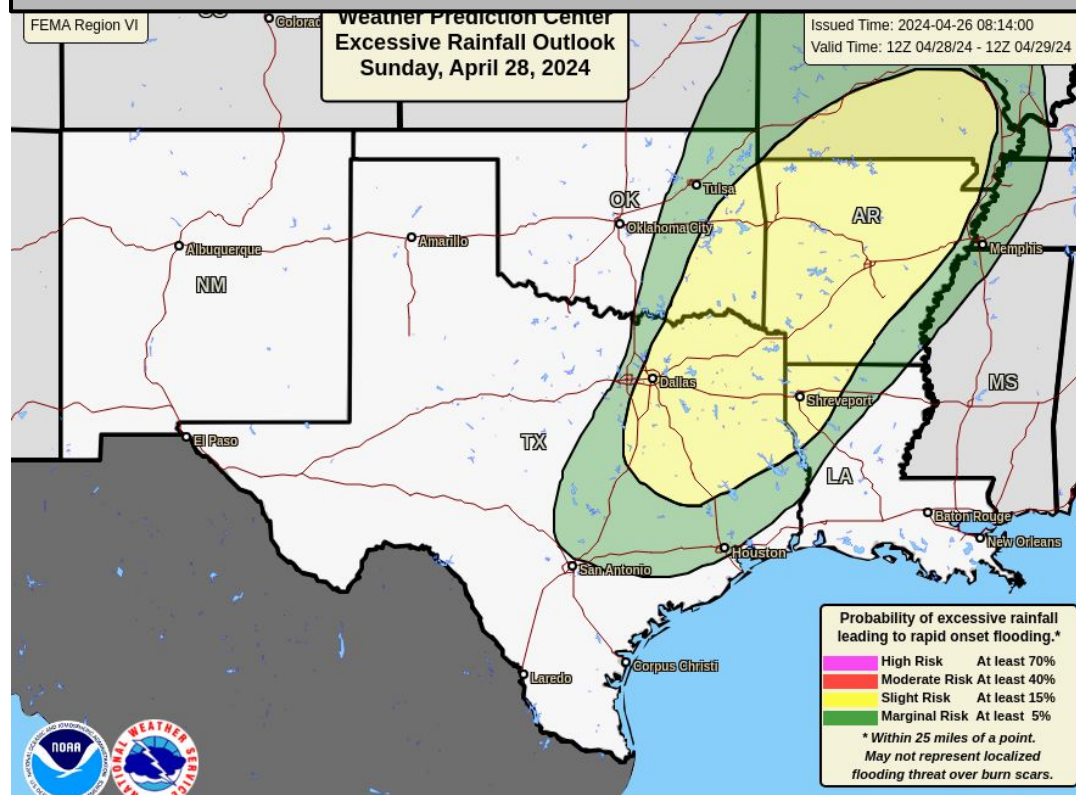 FEMA Region VI
Weather Prediction Center
Excessive Rainfall Outlook
Sunday, April 28, 2024
Issued Time: 2024-04-26 08:14:00
Valid Time: 12Z 04/28/24 - 12Z 04/29/24
Tulsa
OK
Oklahoma City
AR
Albuquerque
Amarillo
Memphis
NM
Dallas
MS
Shreveport
El Paso
TX
LA
Baton Rouge
New Orleans
Houston
San Antonio
Corpus Christi
Laredo
Probability of excessive rainfall
leading to rapid onset flooding.*
High Risk At least 70%
Moderate Risk At least 40%
Slight Risk At least 15%
Marginal Risk At least 5%
* Within 25 miles of a point.
May not represent localized
flooding threat over burn scars.
NOAA
NATIONAL WEATHER SERVICE